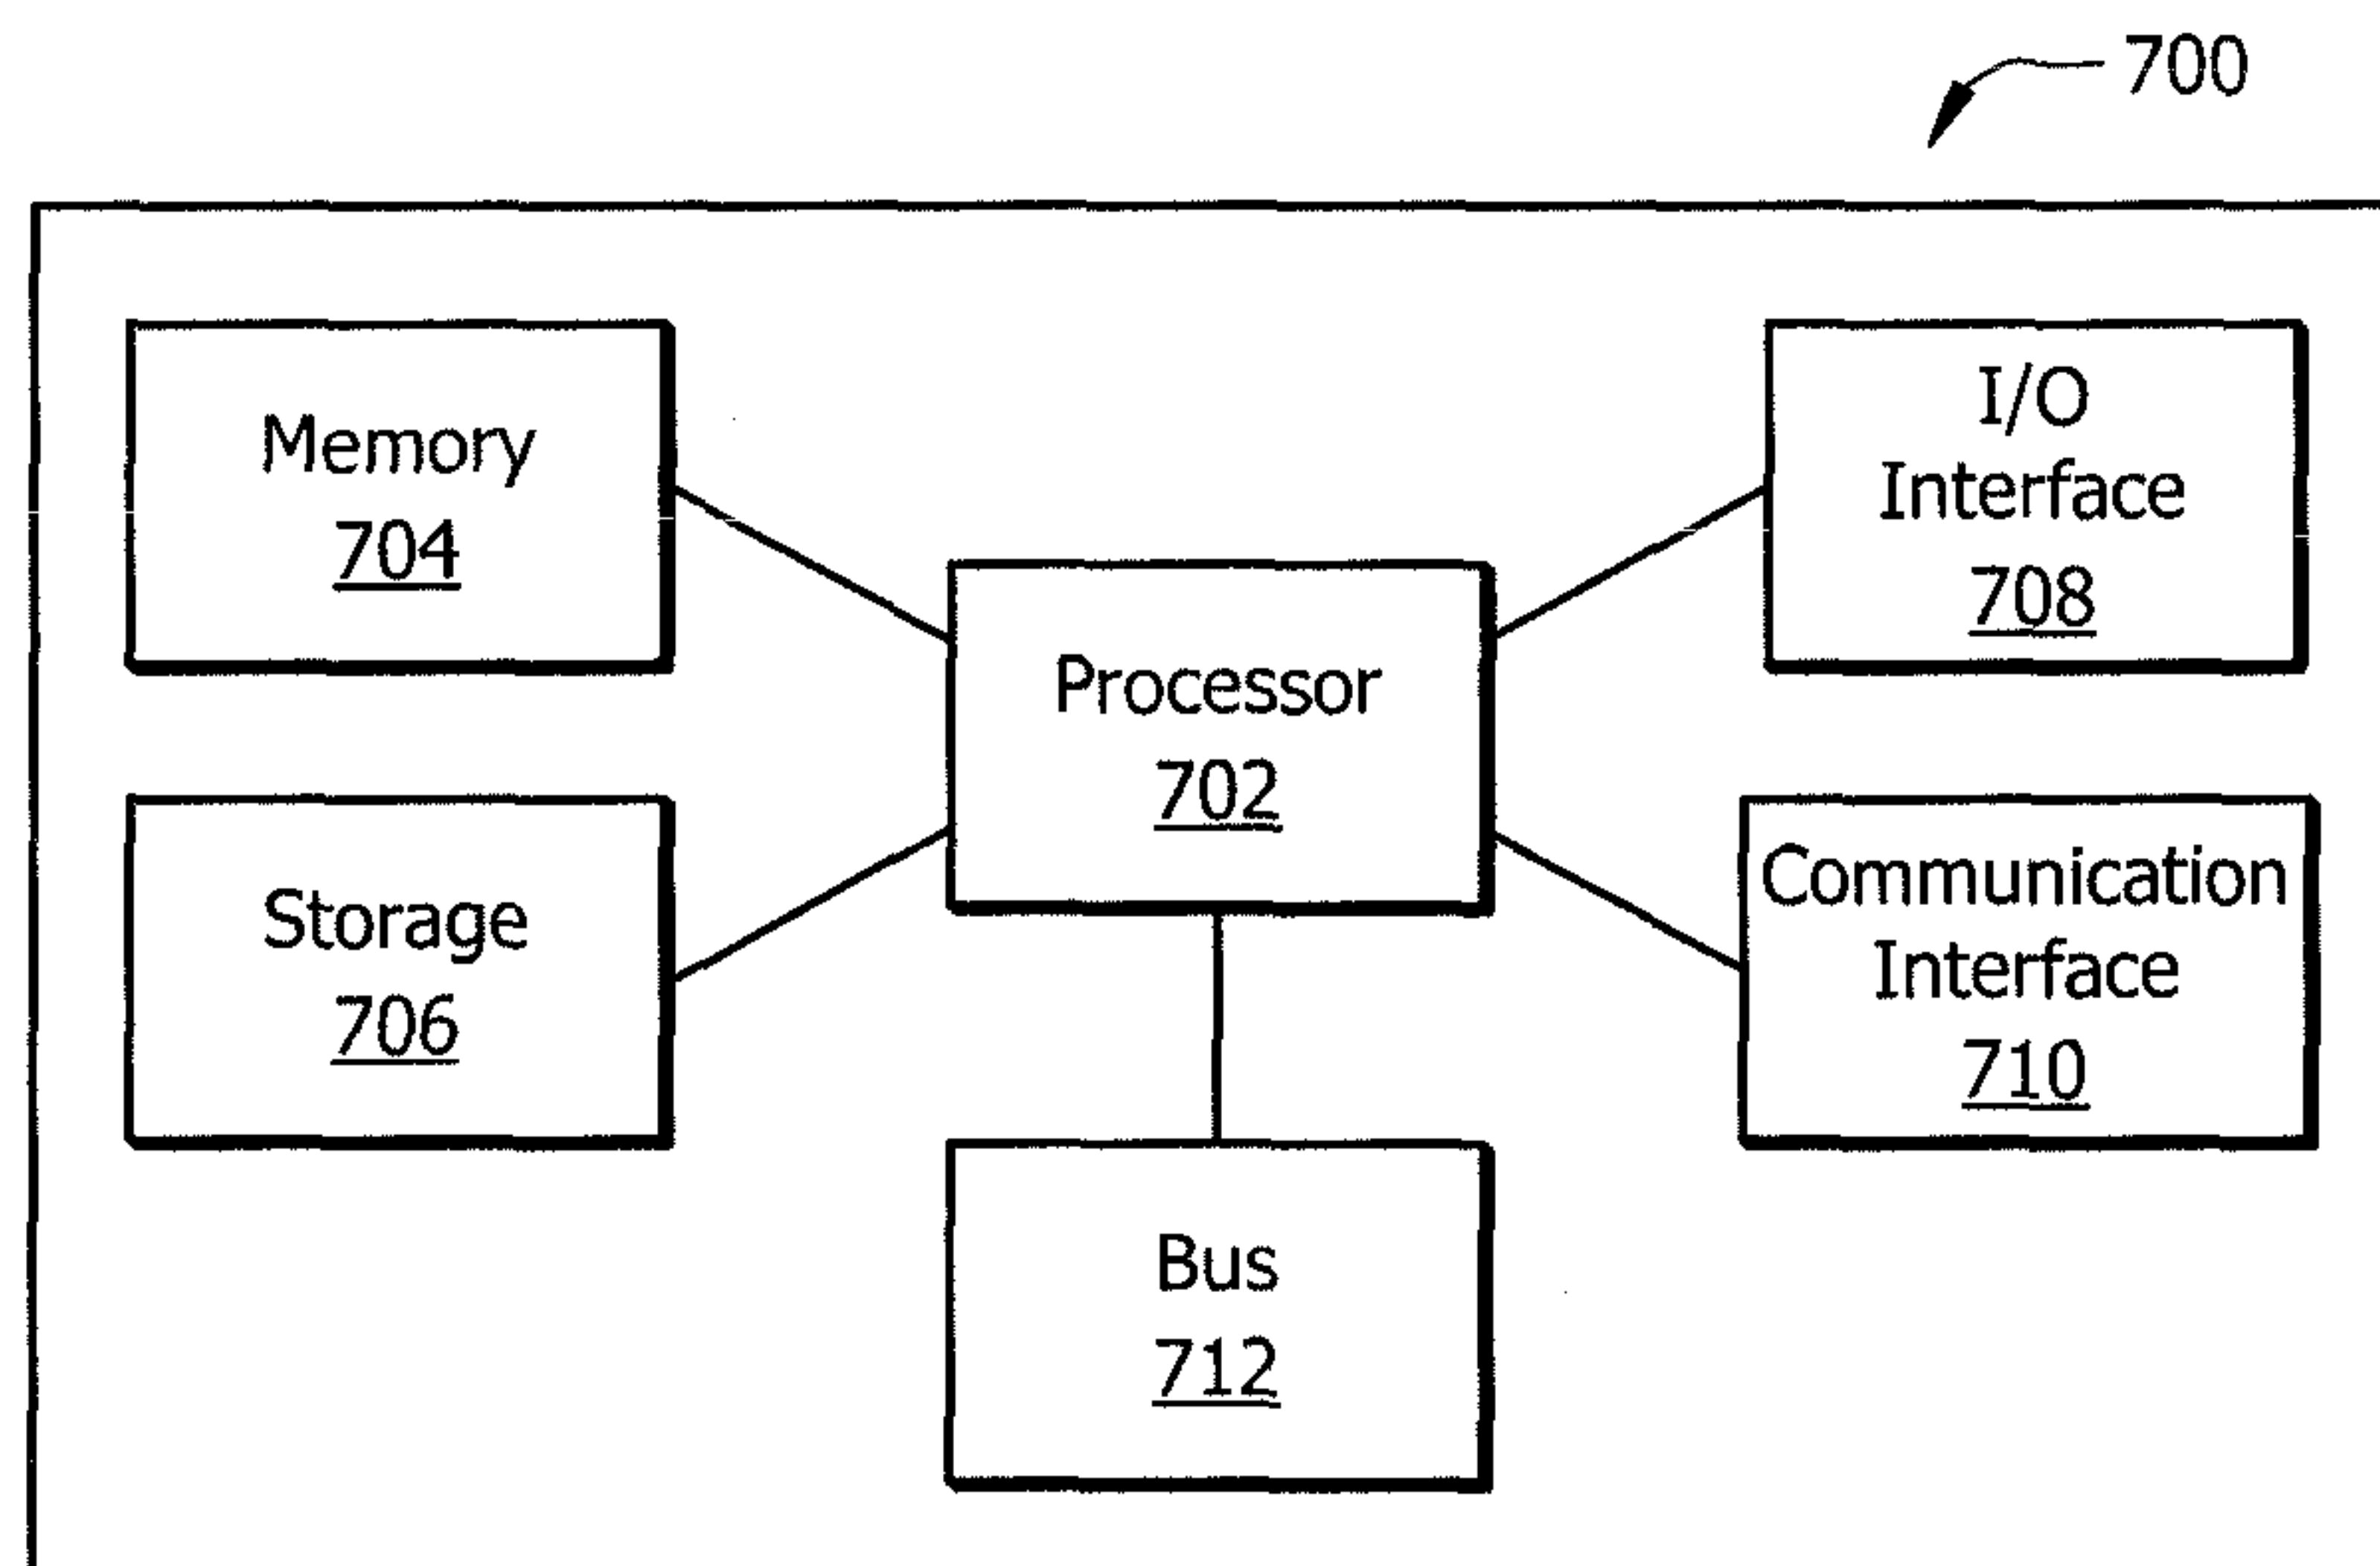 700
Memory
704
I/O
Interface
708
Processor
702
Storage
706
Communication
Interface
710
Bus
712